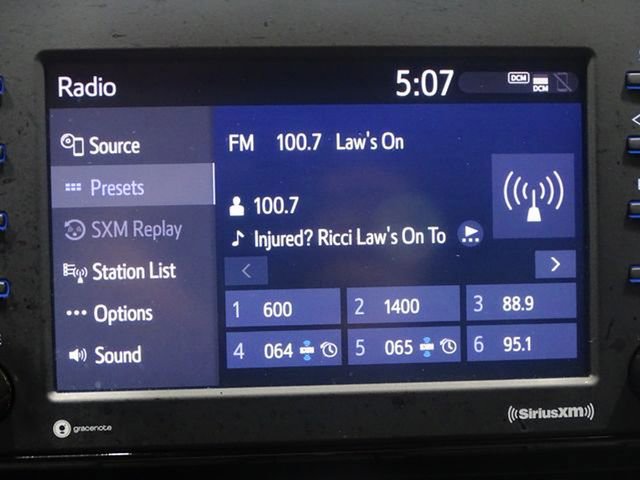 Radio
5:07
DCM
DCM
Source
Presets
SXM Replay
Station List
Options
Sound
FM 100.7 Law's On
100.7
Injured? Ricci Law's On To
1 600
2 1400
3 88.9
4 064
5 065
6 95.1
gracenote
((SiriusXM))